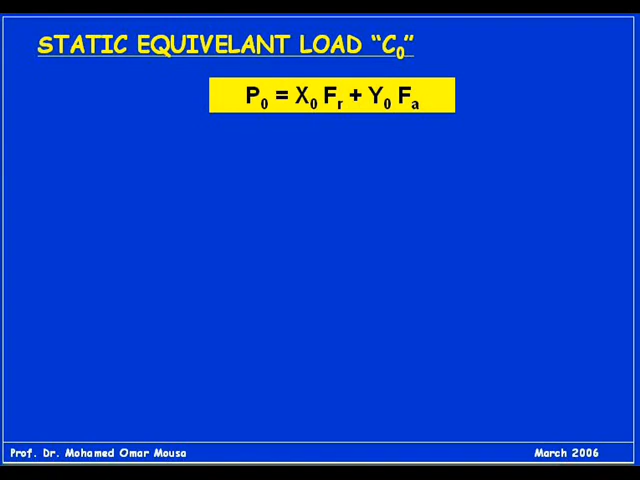 STATIC EQUIVELANT LOAD “C₀”
P₀ = X₀ Fᵣ + Y₀ Fₐ
Prof. Dr. Mohamed Omar Mousa
March 2006